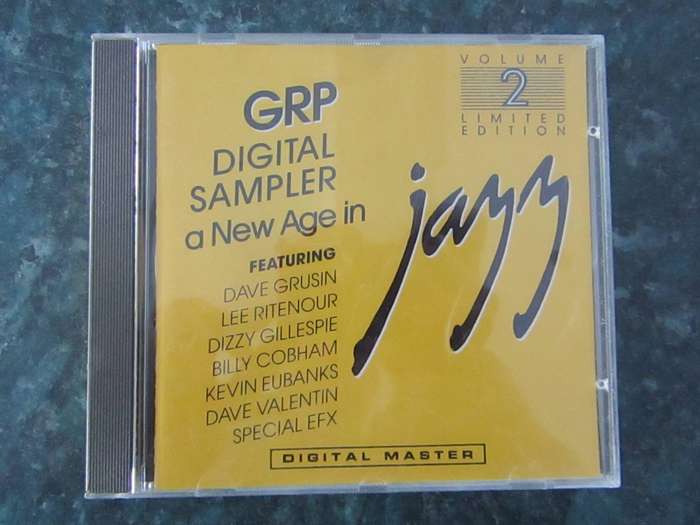 GRP
DIGITAL
SAMPLER
a New Age in
jazz
VOLUME
2
LIMITED
EDITION
FEATURING
DAVE GRUSIN
LEE RITENOUR
DIZZY GILLESPIE
BILLY COBHAM
KEVIN EUBANKS
DAVE VALENTIN
SPECIAL EFX
DIGITAL MASTER